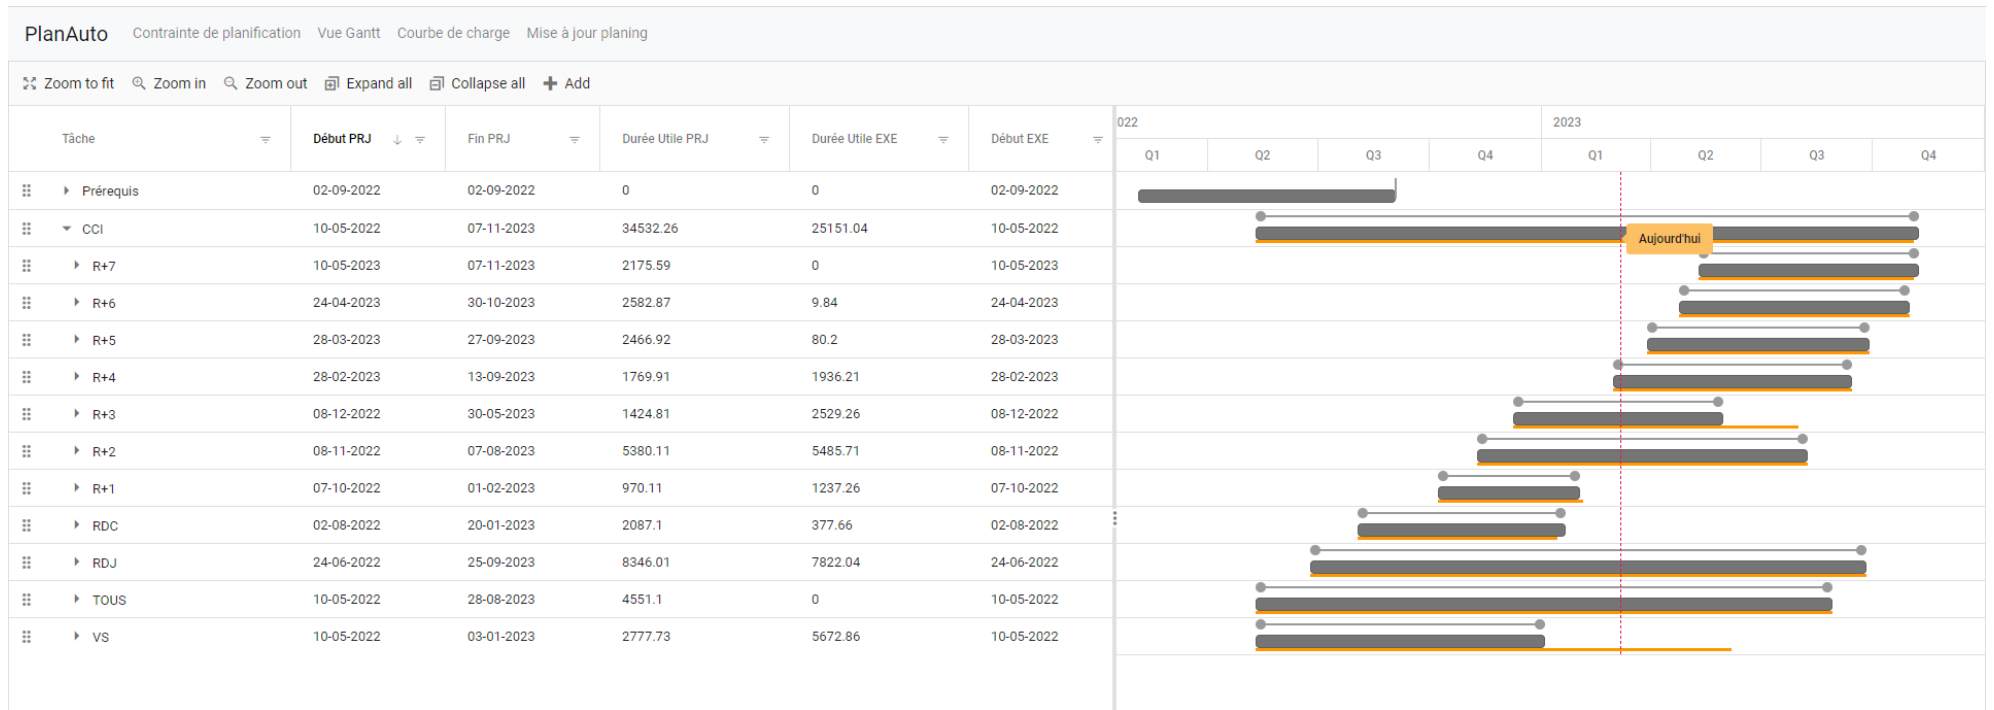 PlanAuto Contrainte de planification Vue Gantt Courbe de charge Mise à jour planing
Zoom to fit Zoom in Zoom out Expand all Collapse all Add
Tâche Début PRJ Fin PRJ Durée Utile PRJ Durée Utile EXE Début EXE
022 2023
Q1 Q2 Q3 Q4 Q1 Q2 Q3 Q4
Prérequis 02-09-2022 02-09-2022 0 0 02-09-2022
CCI 10-05-2022 07-11-2023 34532.26 25151.04 10-05-2022
Aujourd'hui
R+7 10-05-2023 07-11-2023 2175.59 0 10-05-2023
R+6 24-04-2023 30-10-2023 2582.87 9.84 24-04-2023
R+5 28-03-2023 27-09-2023 2466.92 80.2 28-03-2023
R+4 28-02-2023 13-09-2023 1769.91 1936.21 28-02-2023
R+3 08-12-2022 30-05-2023 1424.81 2529.26 08-12-2022
R+2 08-11-2022 07-08-2023 5380.11 5485.71 08-11-2022
R+1 07-10-2022 01-02-2023 970.11 1237.26 07-10-2022
RDC 02-08-2022 20-01-2023 2087.1 377.66 02-08-2022
RDJ 24-06-2022 25-09-2023 8346.01 7822.04 24-06-2022
TOUS 10-05-2022 28-08-2023 4551.1 0 10-05-2022
VS 10-05-2022 03-01-2023 2777.73 5672.86 10-05-2022